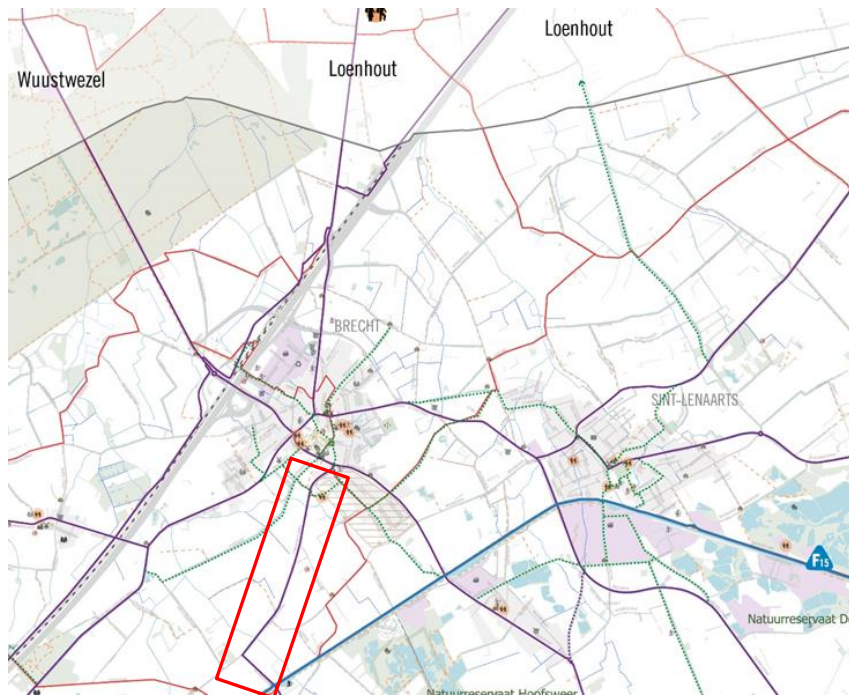 Loenhout
Loenhout
Wuustwezel
BRECHT
SINT-LENAARTS
F15
Natuurreservaat D
Natuurreservaat Hoofsweer